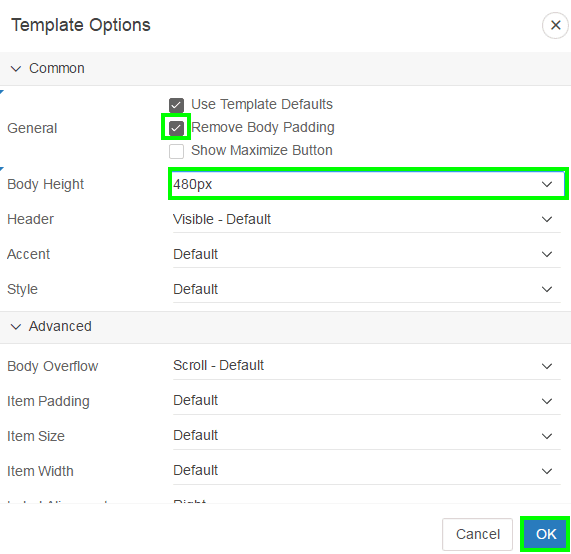 Template Options
Common
General
Use Template Defaults
Remove Body Padding
Show Maximize Button
Body Height 480px
Header Visible - Default
Accent Default
Style Default
Advanced
Body Overflow Scroll - Default
Item Padding Default
Item Size Default
Item Width Default
Right
Cancel OK